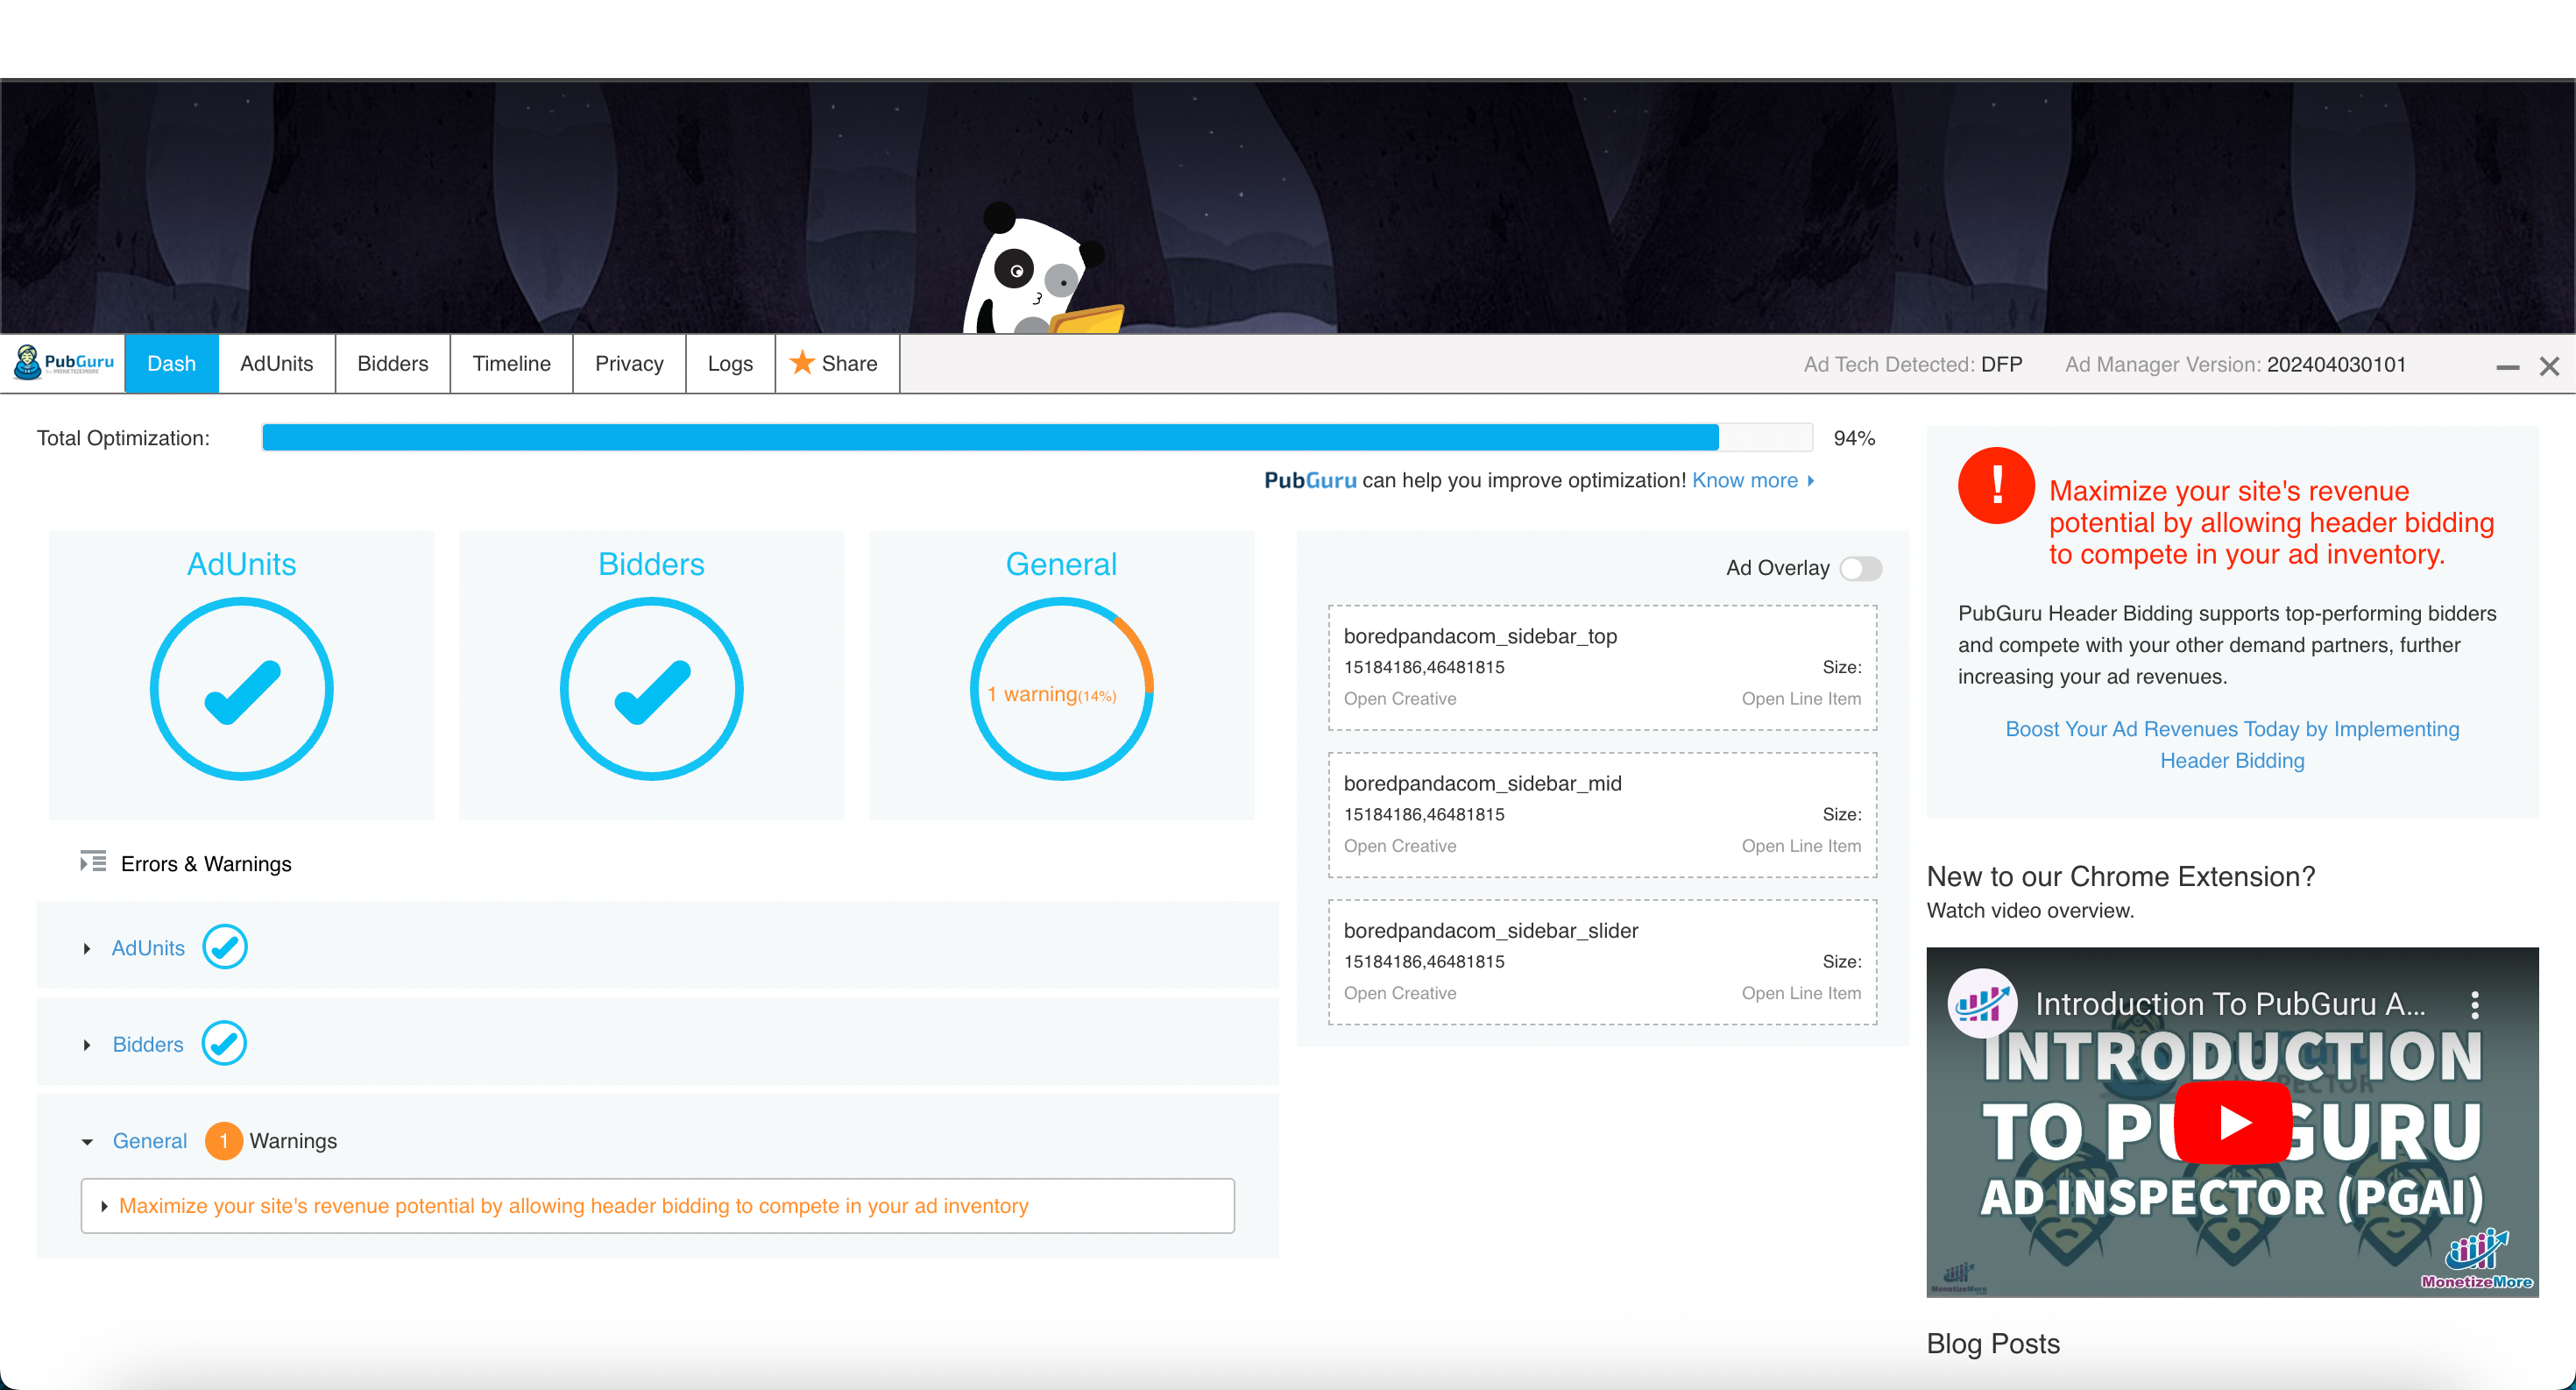 PubGuru
by MONETIZEMORE
Dash
AdUnits
Bidders
Timeline
Privacy
Logs
Share
Ad Tech Detected: DFP
Ad Manager Version: 202404030101
Total Optimization:
94%
PubGuru can help you improve optimization! Know more
AdUnits
Bidders
General
1 warning(14%)
Errors & Warnings
AdUnits
Bidders
General 1 Warnings
Maximize your site's revenue potential by allowing header bidding to compete in your ad inventory
Ad Overlay
boredpandacom_sidebar_top
15184186,46481815 Size:
Open Creative Open Line Item
boredpandacom_sidebar_mid
15184186,46481815 Size:
Open Creative Open Line Item
boredpandacom_sidebar_slider
15184186,46481815 Size:
Open Creative Open Line Item
Maximize your site's revenue
potential by allowing header bidding
to compete in your ad inventory.
PubGuru Header Bidding supports top-performing bidders
and compete with your other demand partners, further
increasing your ad revenues.
Boost Your Ad Revenues Today by Implementing
Header Bidding
New to our Chrome Extension?
Watch video overview.
Introduction To PubGuru A...
INTRODUCTION
TO PU GURU
AD INSPECTOR (PGAI)
MonetizeMore
MonetizeMore
Blog Posts